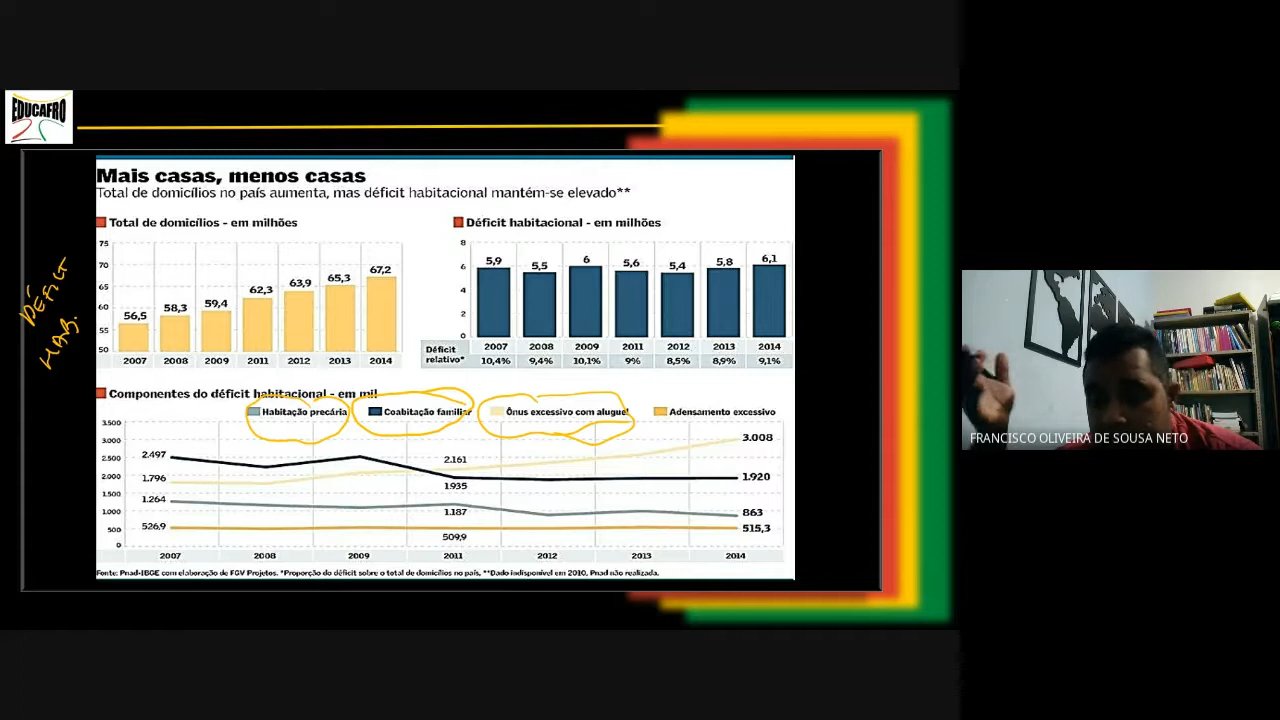 EDUCAFRO
DÉFICIT
HAB.
Mais casas, menos casas
Total de domicílios no país aumenta, mas déficit habitacional mantém-se elevado**
Total de domicílios - em milhões
75
70
65
60
55
50
56,5
58,3
59,4
62,3
63,9
65,3
67,2
2007 2008 2009 2011 2012 2013 2014
Déficit habitacional - em milhões
8
6
4
2
0
5,9
5,5
6
5,6
5,4
5,8
6,1
2007 2008 2009 2011 2012 2013 2014
Déficit
relativo*
10,4% 9,4% 10,1% 9% 8,5% 8,9% 9,1%
Componentes do déficit habitacional - em mil
Habitação precária Coabitação familiar Ônus excessivo com aluguel Adensamento excessivo
3.500
3.000
2.500
2.000
1.500
1.000
500
0
2.497
1.796
1.264
526,9
2.161
1.935
1.187
509,9
3.008
1.920
863
515,3
2007 2008 2009 2011 2012 2013 2014
Fonte: Pnad-IBGE com elaboração de FGV Projetos. *Proporção do déficit sobre o total de domicílios no país, **Dado indisponível em 2010, Pnad não realizada.
FRANCISCO OLIVEIRA DE SOUSA NETO